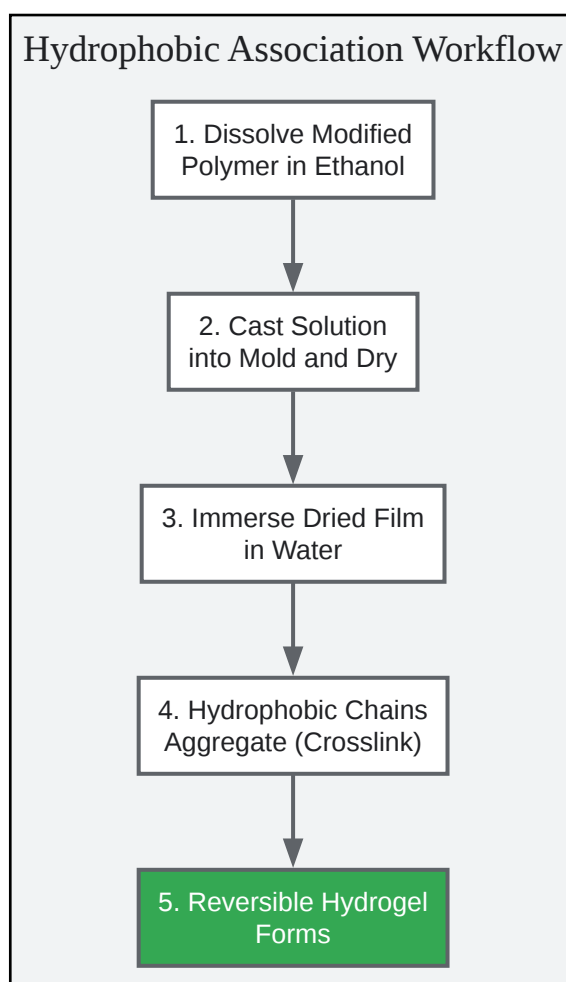 Hydrophobic Association Workflow
1. Dissolve Modified
Polymer in Ethanol
2. Cast Solution
into Mold and Dry
3. Immerse Dried Film
in Water
4. Hydrophobic Chains
Aggregate (Crosslink)
5. Reversible Hydrogel
Forms